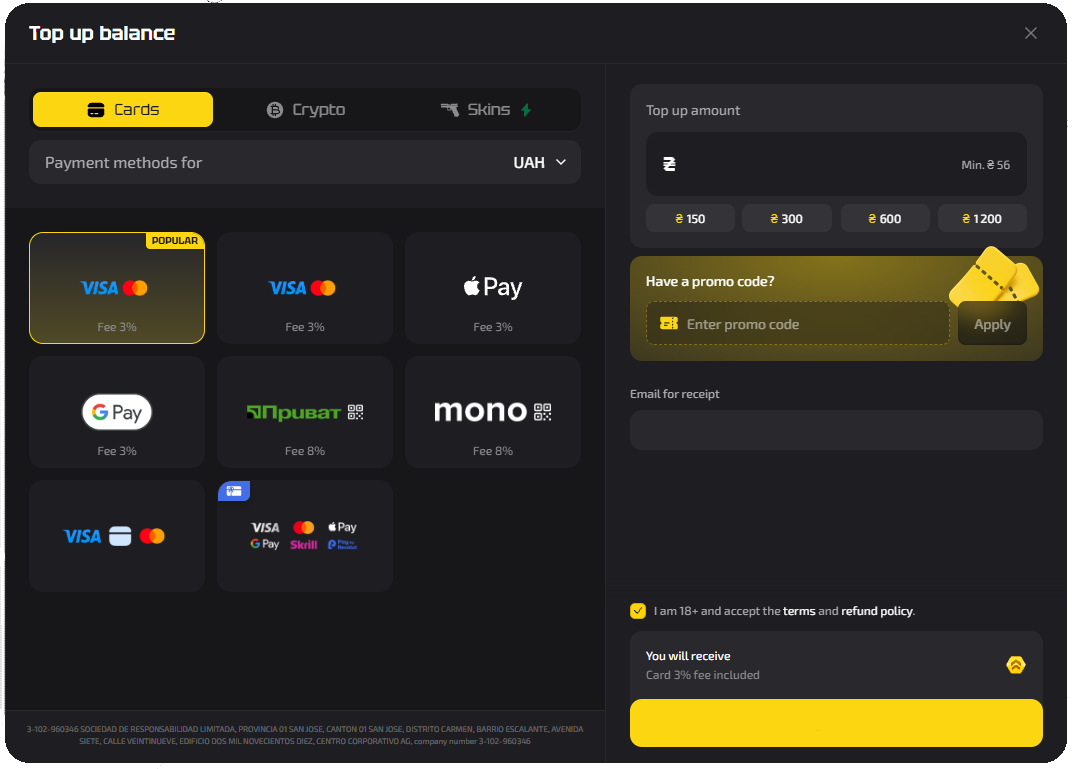 Top up balance
Cards
Crypto
Skins
Payment methods for
UAH
POPULAR
VISA
Fee 3%
VISA
Fee 3%
Pay
Fee 3%
G Pay
Fee 3%
Приват
Fee 8%
mono
Fee 8%
VISA
VISA
Pay
G Pay
Skrill
3-102-960346 SOCIEDAD DE RESPONSABILIDAD LIMITADA, PROVINCIA 01 SAN JOSE, CANTON 01 SAN JOSE, DISTRITO CARMEN, BARRIO ESCALANTE, AVENIDA
SIETE, CALLE VEINTINUEVE, EDIFICIO DOS MIL NOVECIENTOS DIEZ, CENTRO CORPORATIVO AG, company number 3-102-960346
Top up amount
₴
Min. ₴ 56
₴ 150
₴ 300
₴ 600
₴ 1 200
Have a promo code?
Enter promo code
Apply
Email for receipt
I am 18+ and accept the terms and refund policy.
You will receive
Card 3% fee included